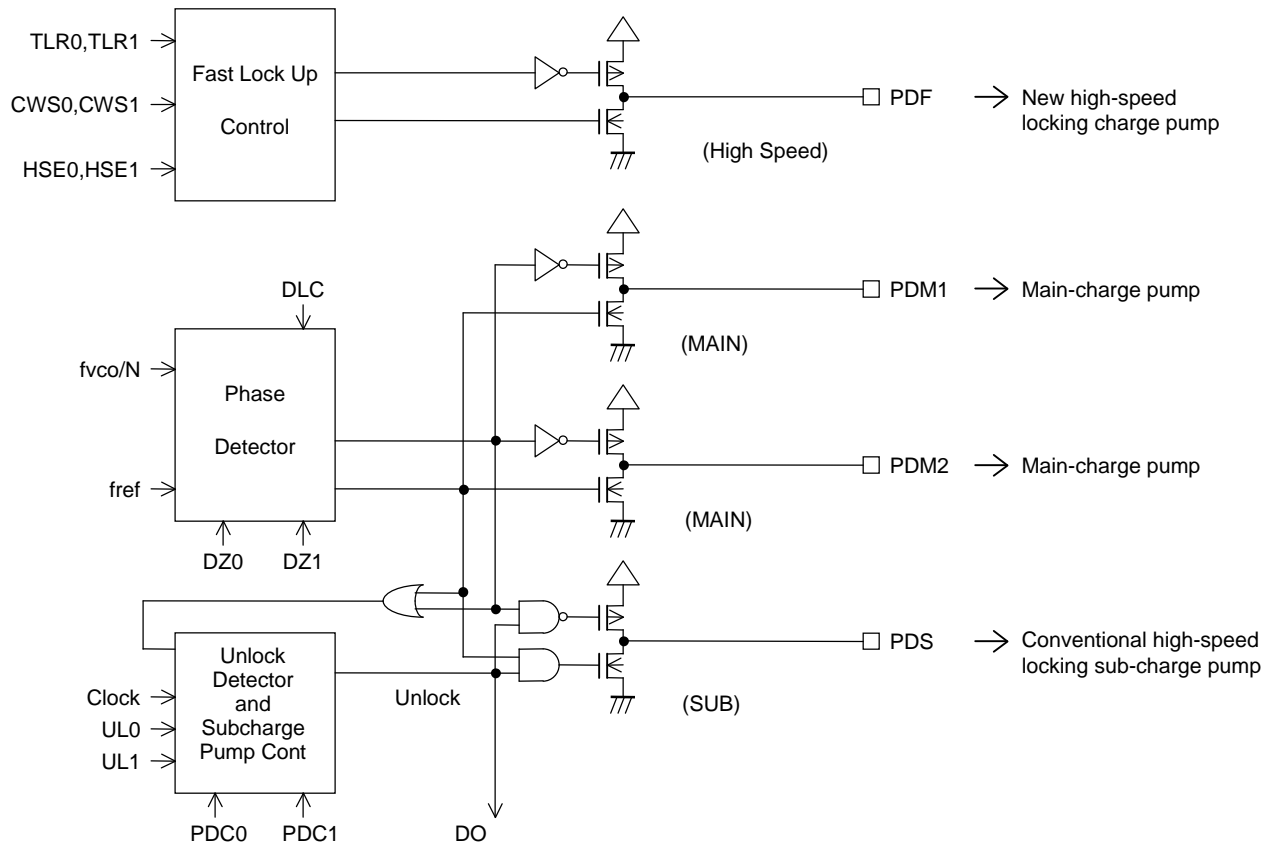 TLR0,TLR1
CWS0,CWS1
HSE0,HSE1
Fast Lock Up
Control
(High Speed)
PDF
New high-speed
locking charge pump
DLC
fvco/N
fref
Phase
Detector
DZ0
DZ1
(MAIN)
PDM1
Main-charge pump
(MAIN)
PDM2
Main-charge pump
Clock
UL0
UL1
Unlock
Detector
and
Subcharge
Pump Cont
PDC0
PDC1
Unlock
DO
(SUB)
PDS
Conventional high-speed
locking sub-charge pump